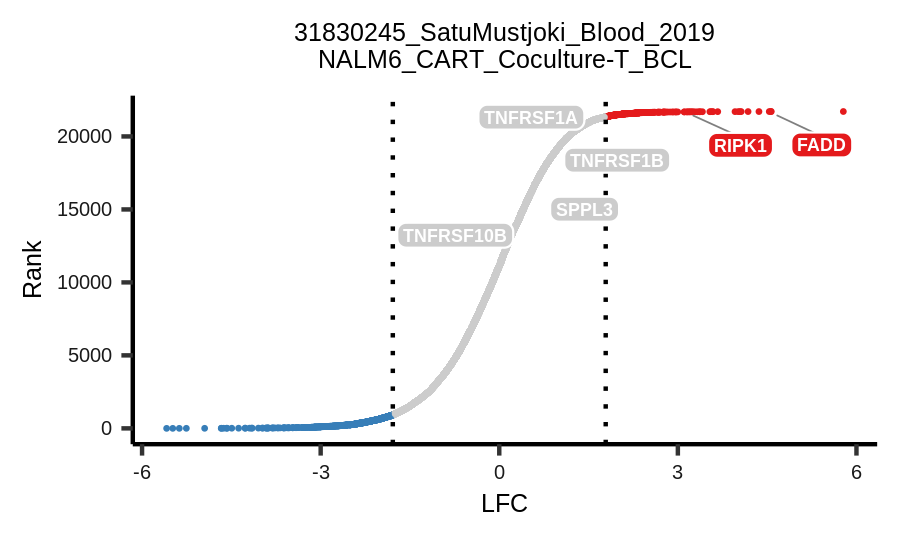 31830245_SatuMustjoki_Blood_2019
NALM6_CART_Coculture-T_BCL
TNFRSF1A
RIPK1
FADD
TNFRSF1B
SPPL3
TNFRSF10B
Rank
20000
15000
10000
5000
0
-6
-3
0
3
6
LFC